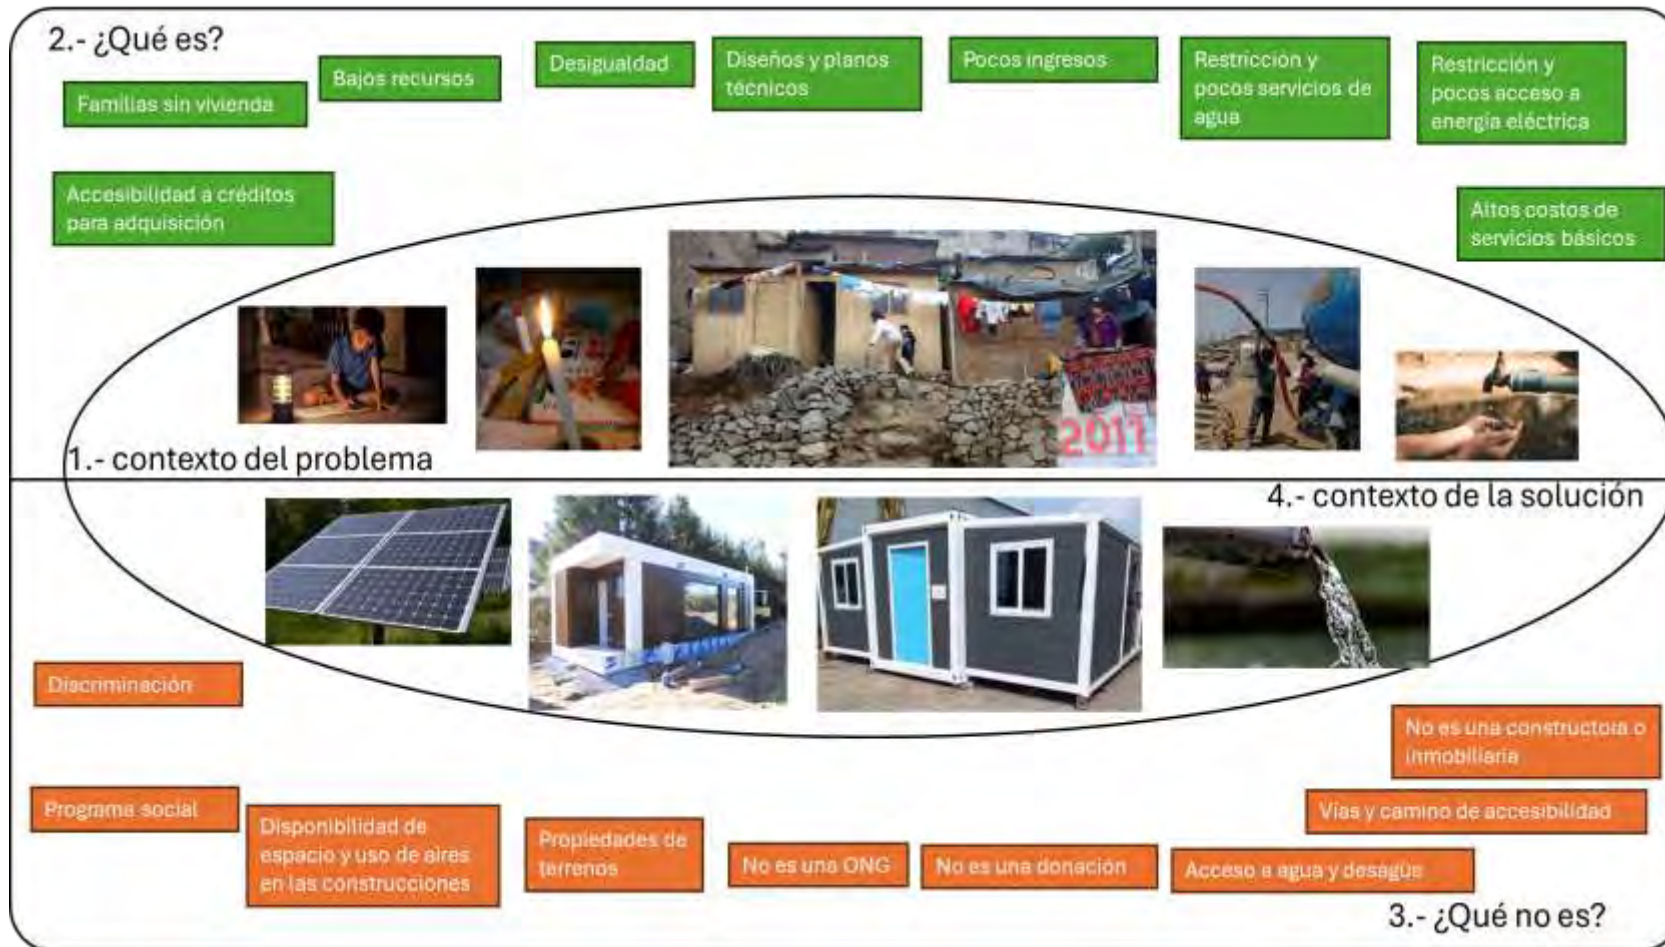 2.- ¿Qué es?
Familias sin vivienda
Bajos recursos
Desigualdad
Diseños y planos
técnicos
Pocos ingresos
Restricción y
pocos servicios de
agua
Restricción y
pocos acceso a
energía eléctrica
Accesibilidad a créditos
para adquisición
Altos costos de
servicios básicos
2011
1.- contexto del problema
4.- contexto de la solución
Discriminación
No es una constructora o
inmobiliaria
Programa social
Disponibilidad de
espacio y uso de aires
en las construcciones
Propiedades de
terrenos
No es una ONG
No es una donación
Vías y camino de accesibilidad
Acceso a agua y desagüe
3.- ¿Qué no es?